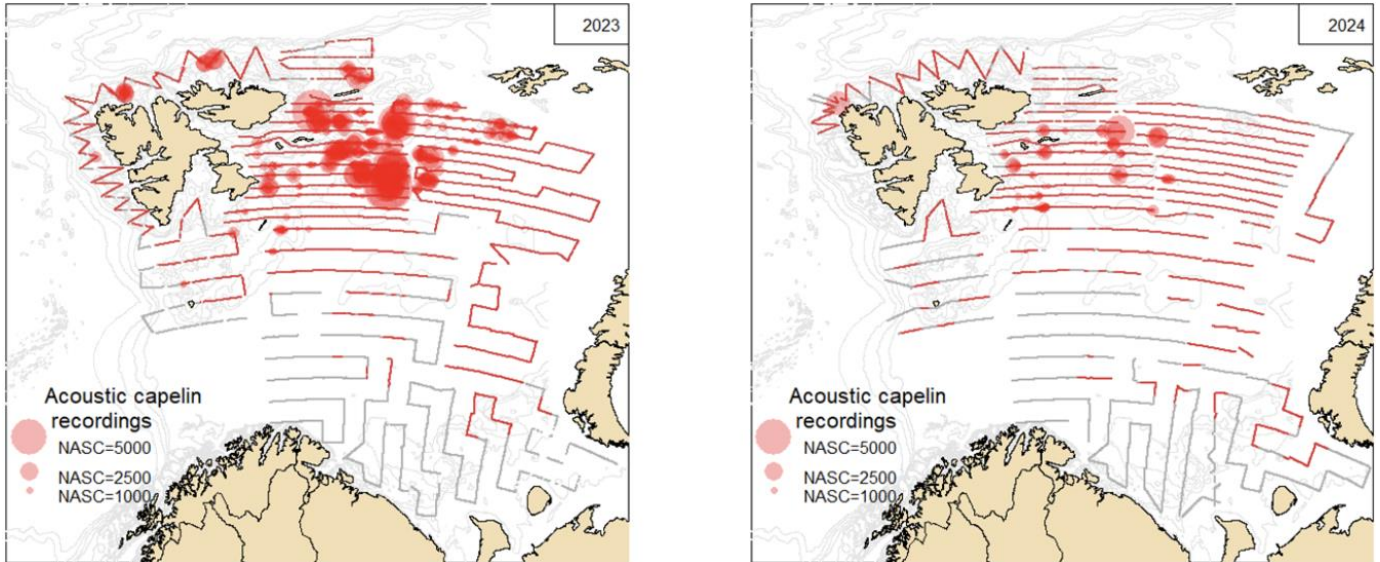 2023
Acoustic capelin
recordings
NASC=5000
NASC=2500
NASC=1000
2024
Acoustic capelin
recordings
NASC=5000
NASC=2500
NASC=1000